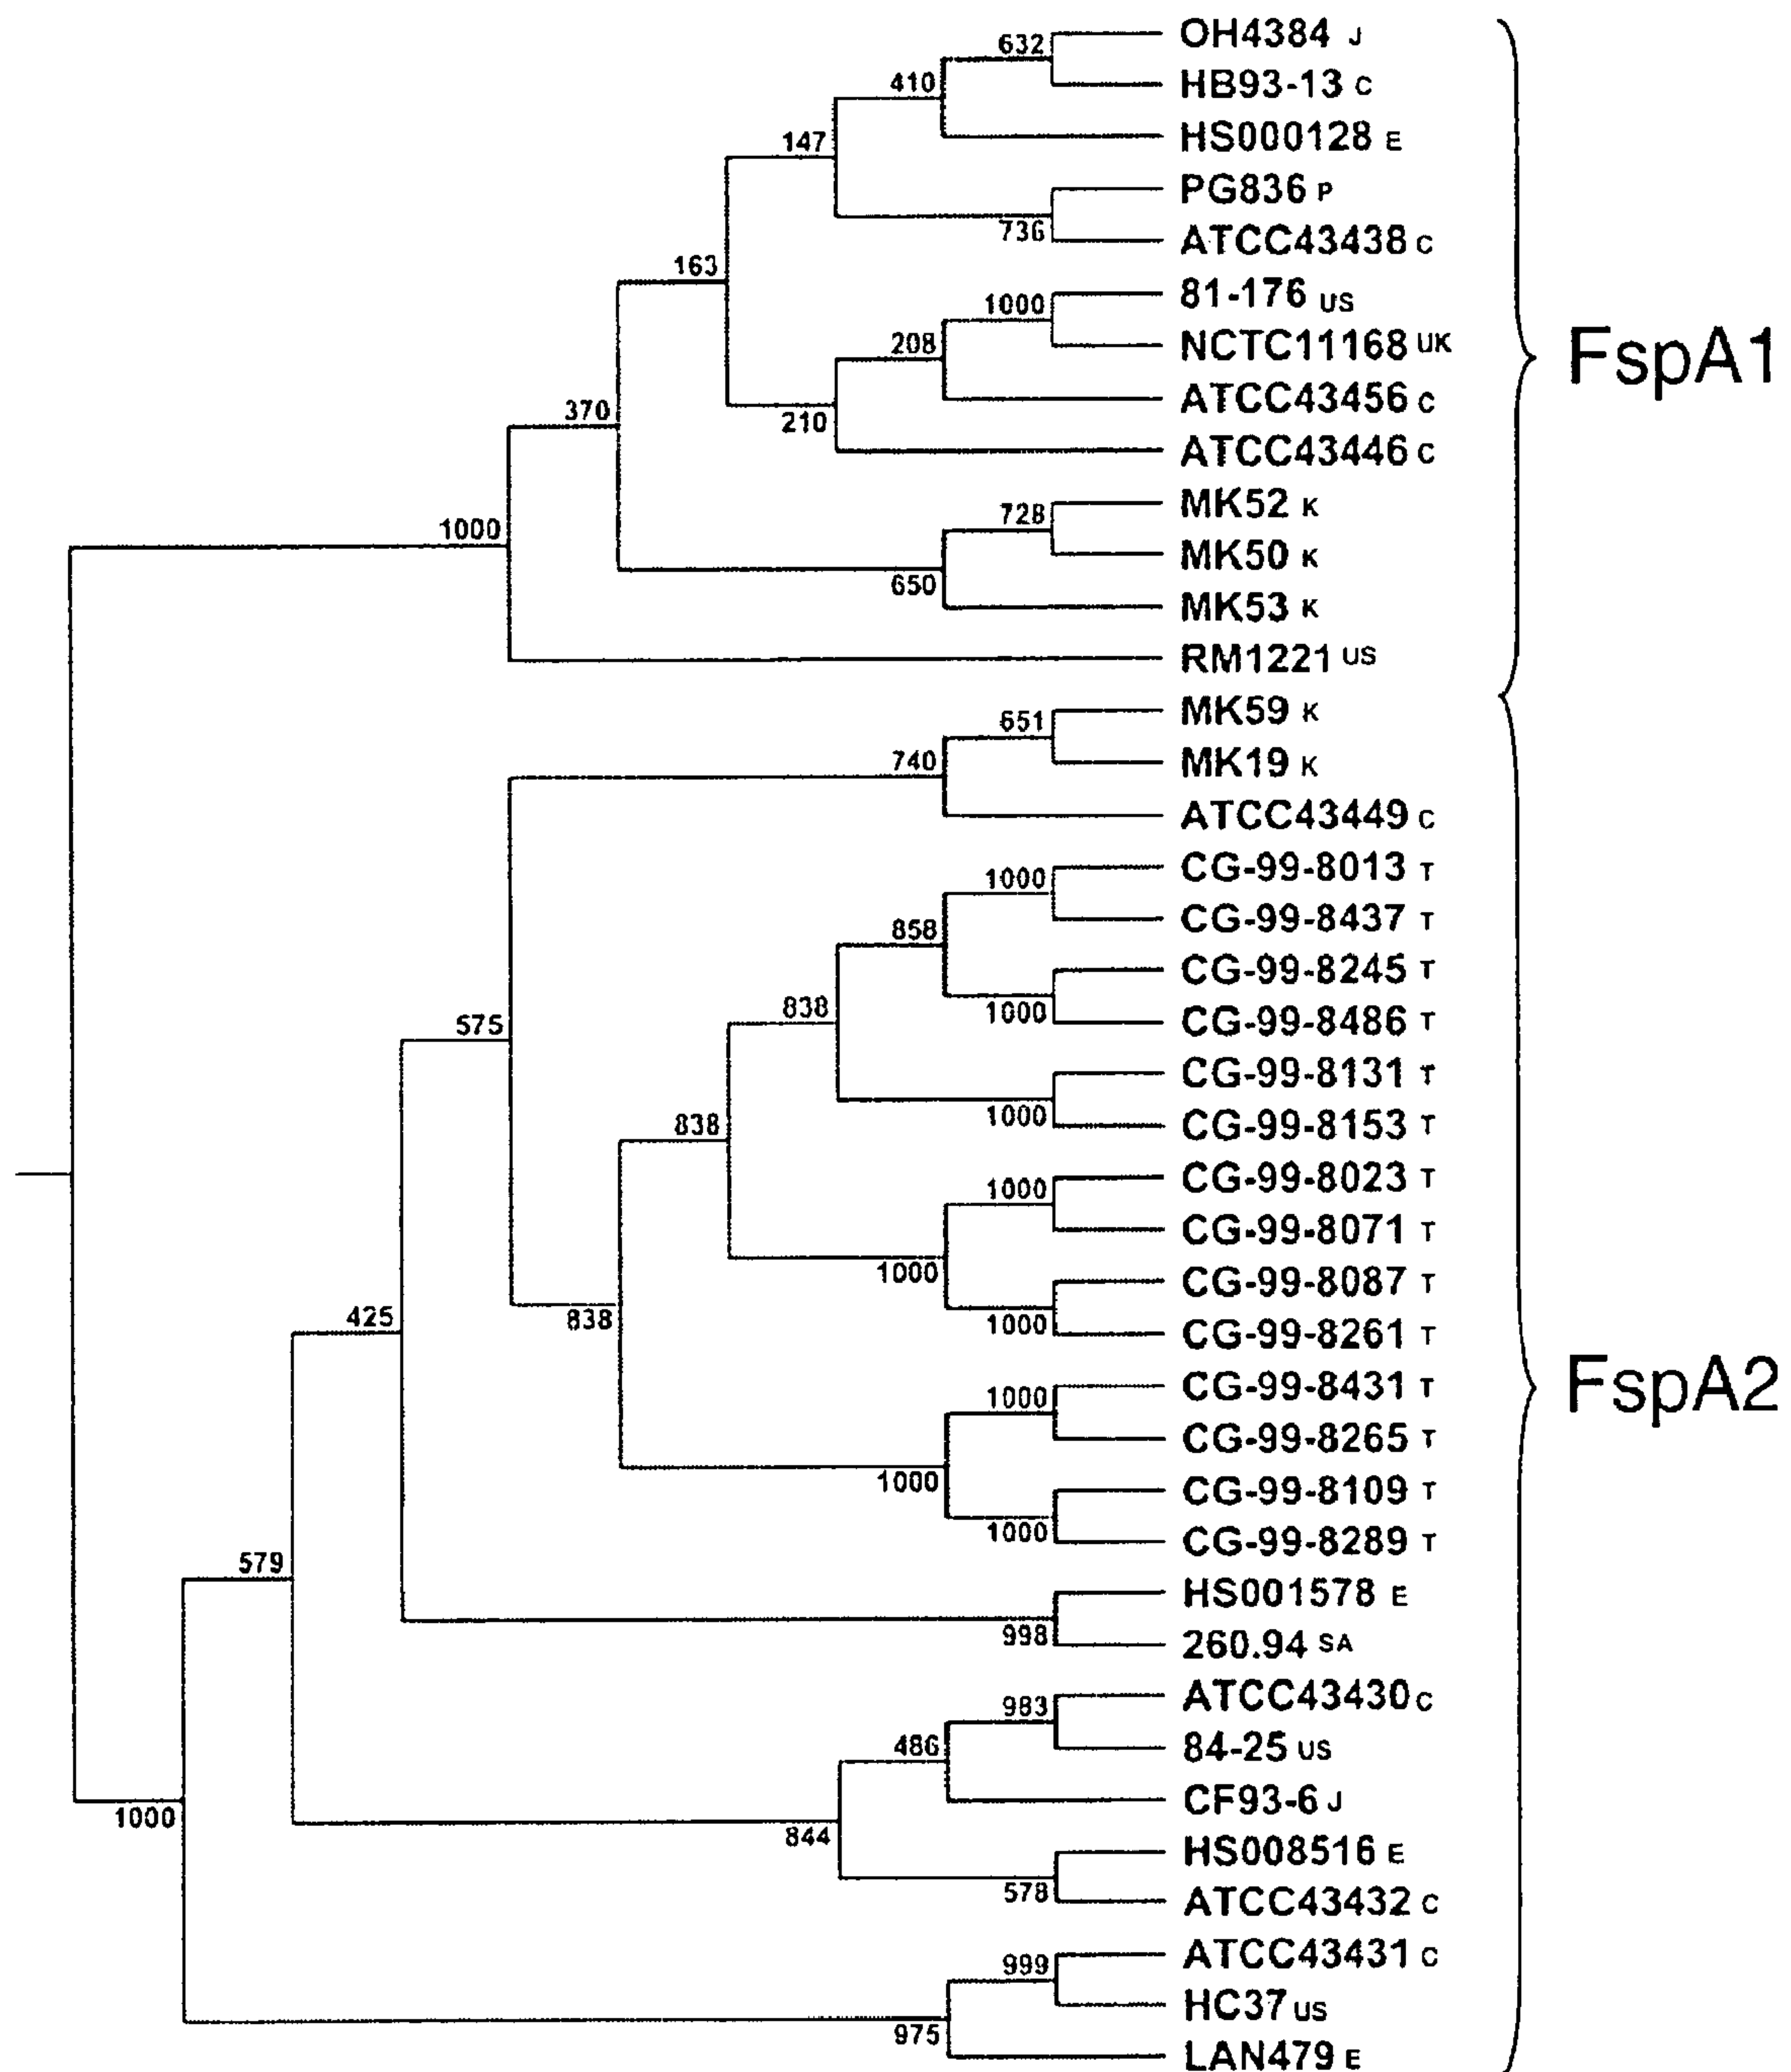 OH4384 J
632
HB93-13 C
410
HS000128 E
147
PG836 P
736
ATCC43438 C
163
81-176 US
1000
NCTC11168 UK
FspA1
208
ATCC43456 C
370
210
ATCC43446 C
MK52 K
728
1000
MK50 K
650
MK53 K
RM1221 US
MK59 K
651
740
MK19 K
ATCC43449 C
CG-99-8013 T
1000
CG-99-8437 T
858
CG-99-8245 T
838
1000
CG-99-8486 T
575
CG-99-8131 T
1000
CG-99-8153 T
838
CG-99-8023 T
1000
CG-99-8071 T
1000
CG-99-8087 T
838
425
1000
CG-99-8261 T
CG-99-8431 T
FspA2
1000
CG-99-8265 T
1000
CG-99-8109 T
1000
CG-99-8289 T
579
HS001578 E
998
260.94 SA
ATCC43430 C
983
84-25 US
486
CF93-6 J
1000
844
HS008516 E
578
ATCC43432 C
ATCC43431 C
999
HC37 US
975
LAN479 E